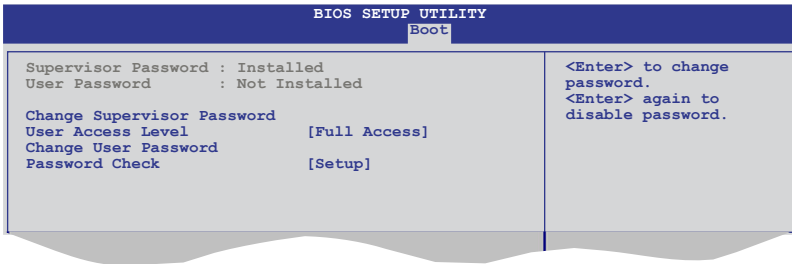 BIOS SETUP UTILITY
Boot
Supervisor Password : Installed
User Password : Not Installed
Change Supervisor Password
User Access Level [Full Access]
Change User Password
Password Check [Setup]
<Enter> to change
password.
<Enter> again to
disable password.